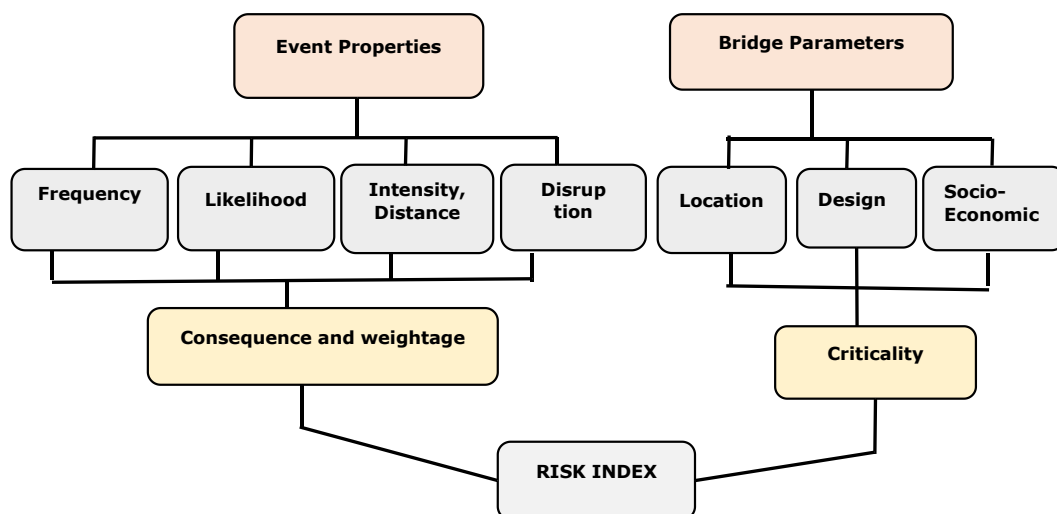 Event Properties
Bridge Parameters
Frequency
Likelihood
Intensity,
Distance
Disrup
tion
Location
Design
Socio-
Economic
Consequence and weightage
Criticality
RISK INDEX